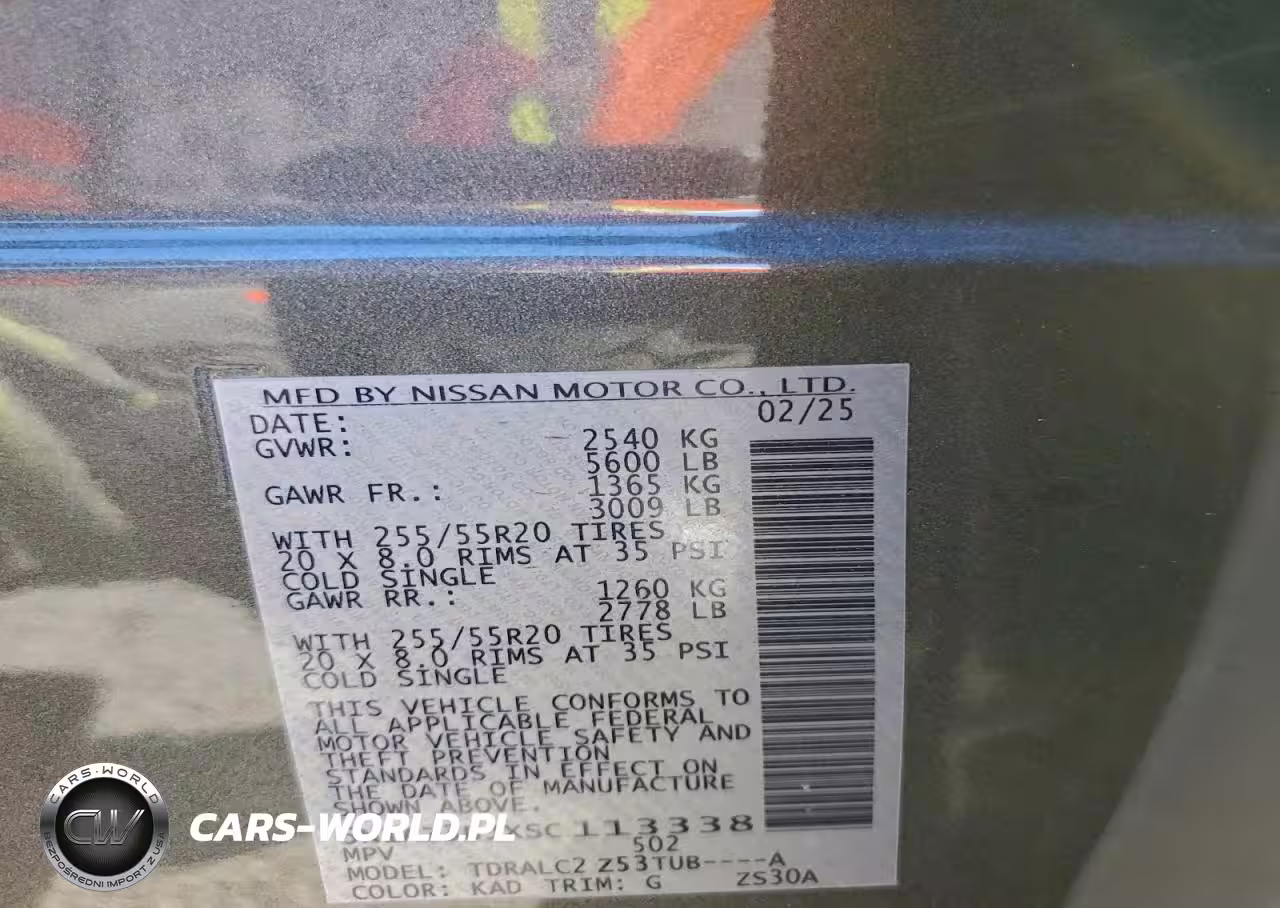 MFD BY NISSAN MOTOR CO., LTD.
DATE: 02/25
GVWR: 2540 KG
5600 LB
GAWR FR.: 1365 KG
3009 LB
WITH 255/55R20 TIRES
20 X 8.0 RIMS AT 35 PSI
COLD SINGLE
GAWR RR.: 1260 KG
2778 LB
WITH 255/55R20 TIRES
20 X 8.0 RIMS AT 35 PSI
COLD SINGLE
THIS VEHICLE CONFORMS TO
ALL APPLICABLE FEDERAL
MOTOR VEHICLE SAFETY AND
THEFT PREVENTION
STANDARDS IN EFFECT ON
THE DATE OF MANUFACTURE
SHOWN ABOVE.
SC113338
MPV 502
MODEL: TDRALC2 Z53TUB----A
COLOR: KAD TRIM: G ZS30A
CARS-WORLD
CW
BEZPOŚREDNI IMPORT Z USA
CARS-WORLD.PL